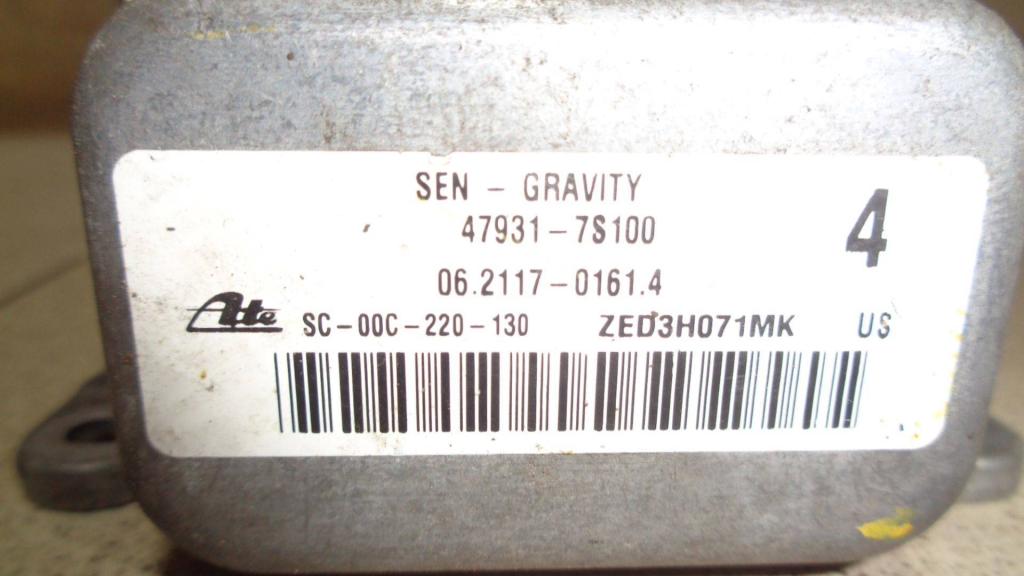 SEN - GRAVITY
47931-7S100
4
06.2117-0161.4
Ate SC-00C-220-130 ZED3H071MK US